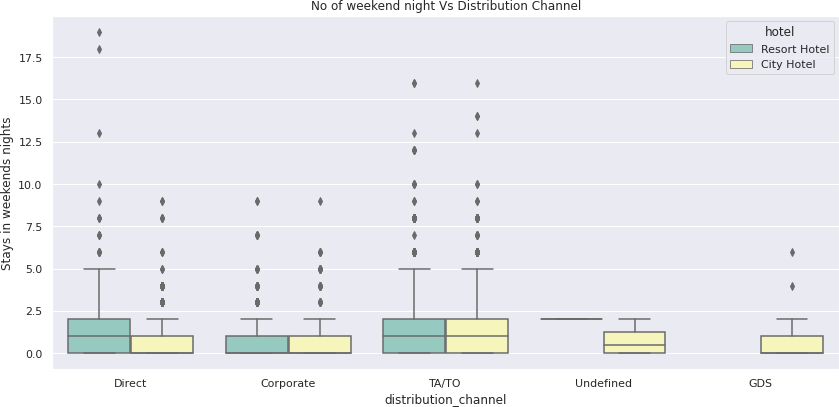 No of weekend night Vs Distribution Channel
hotel
Resort Hotel
City Hotel
Stays in weekends nights
17.5
15.0
12.5
10.0
7.5
5.0
2.5
0.0
Direct
Corporate
TA/TO
Undefined
GDS
distribution_channel